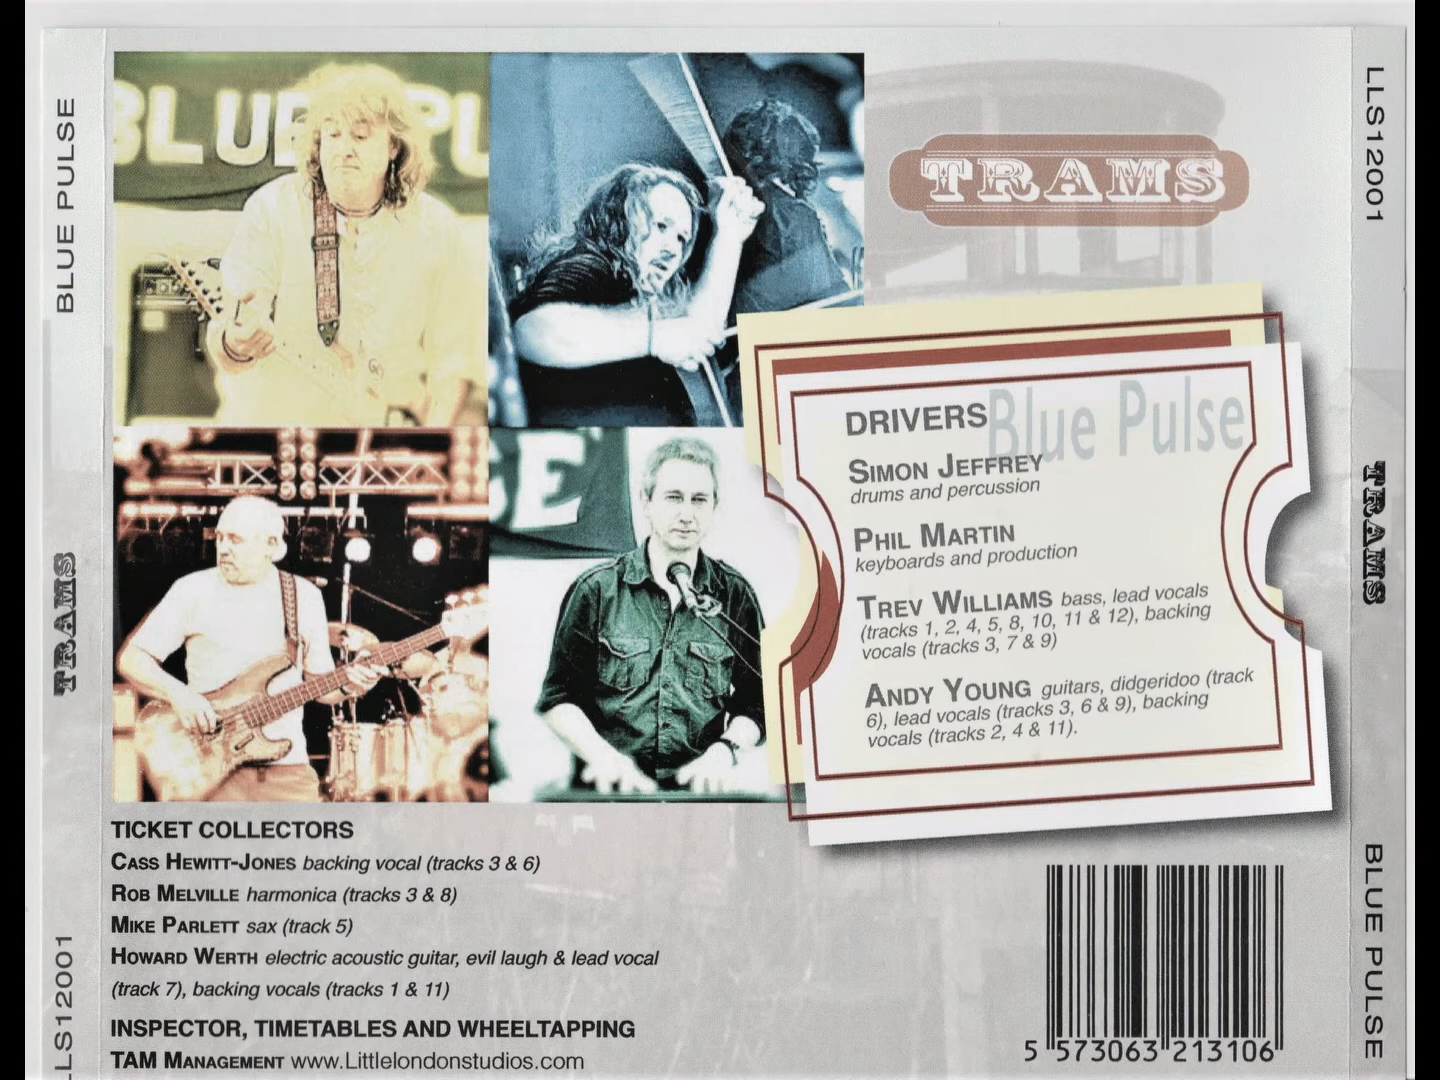 BLUE PULSE
TRAMS
LLS12001
BLUE PU
E
TRAMS
Blue Pulse
DRIVERS
SIMON JEFFREY
drums and percussion
PHIL MARTIN
keyboards and production
TREV WILLIAMS bass, lead vocals
(tracks 1, 2, 4, 5, 8, 10, 11 & 12), backing
vocals (tracks 3, 7 & 9)
ANDY YOUNG guitars, didgeridoo (track
6), lead vocals (tracks 3, 6 & 9), backing
vocals (tracks 2, 4 & 11).
TICKET COLLECTORS
CASS HEWITT-JONES backing vocal (tracks 3 & 6)
ROB MELVILLE harmonica (tracks 3 & 8)
MIKE PARLETT sax (track 5)
HOWARD WERTH electric acoustic guitar, evil laugh & lead vocal
(track 7), backing vocals (tracks 1 & 11)
INSPECTOR, TIMETABLES AND WHEELTAPPING
TAM MANAGEMENT www.Littlelondonstudios.com
5 573063 213106
LLS12001
TRAMS
BLUE PULSE